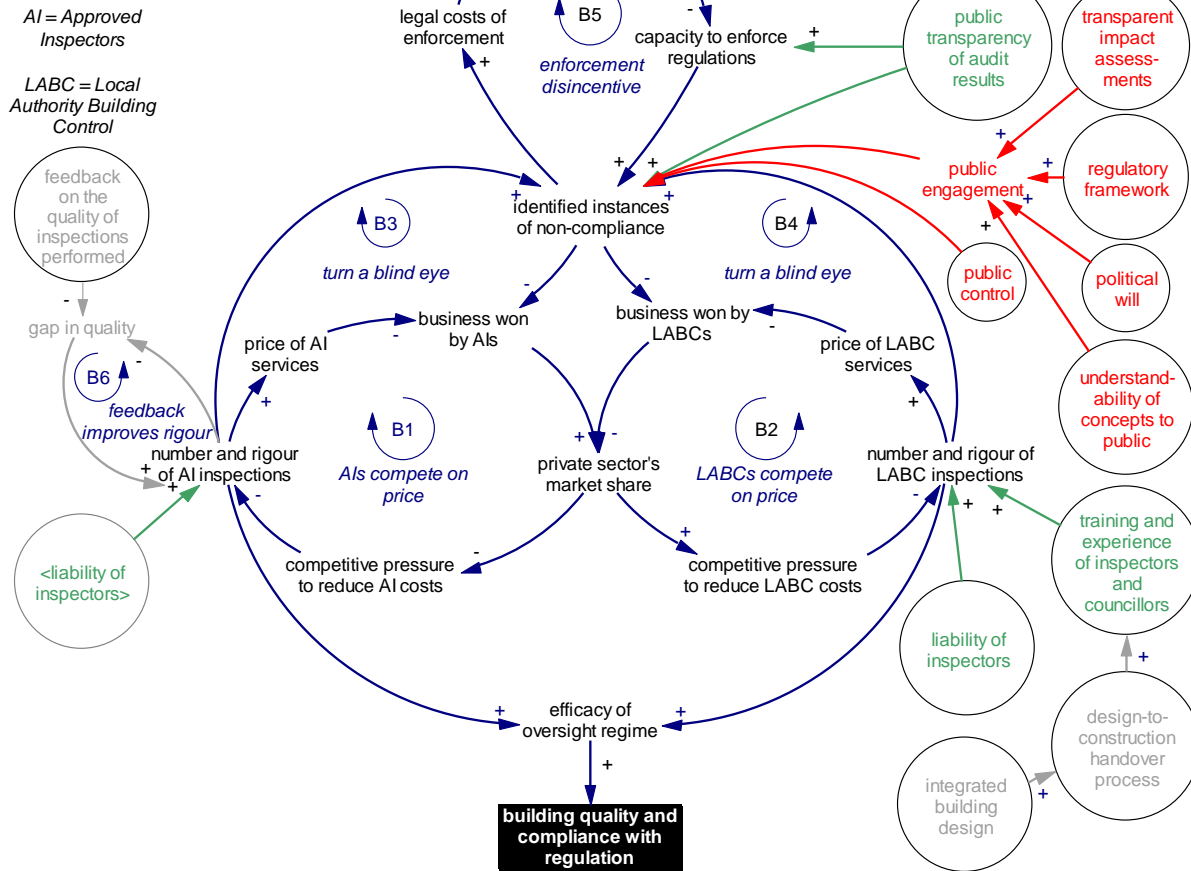 AI = Approved
Inspectors
LABC = Local
Authority Building
Control
legal costs of
enforcement
+
B5
enforcement
disincentive
-
capacity to enforce
regulations
+
public
transparency
of audit
results
transparent
impact
assess-
ments
+
public
engagement
+
regulatory
framework
+
+
public
control
political
will
understand-
ability of
concepts to
public
feedback
on the
quality of
inspections
performed
-
gap in quality
-
B6
feedback
improves rigour
+
+
+
identified instances
of non-compliance
+
+
+
B3
turn a blind eye
B4
turn a blind eye
-
-
business won
by AIs
business won by
LABCs
-
-
price of AI
services
+
price of LABC
services
+
B1
AIs compete on
price
B2
LABCs compete
on price
+
-
number and rigour
of AI inspections
-
private sector's
market share
number and rigour of
LABC inspections
-
+
+
-
+
competitive pressure
to reduce AI costs
competitive pressure
to reduce LABC costs
<liability of
inspectors>
training and
experience
of inspectors
and
councillors
liability of
inspectors
+
+
efficacy of
oversight regime
+
+
building quality and
compliance with
regulation
design-to-
construction
handover
process
+
integrated
building
design